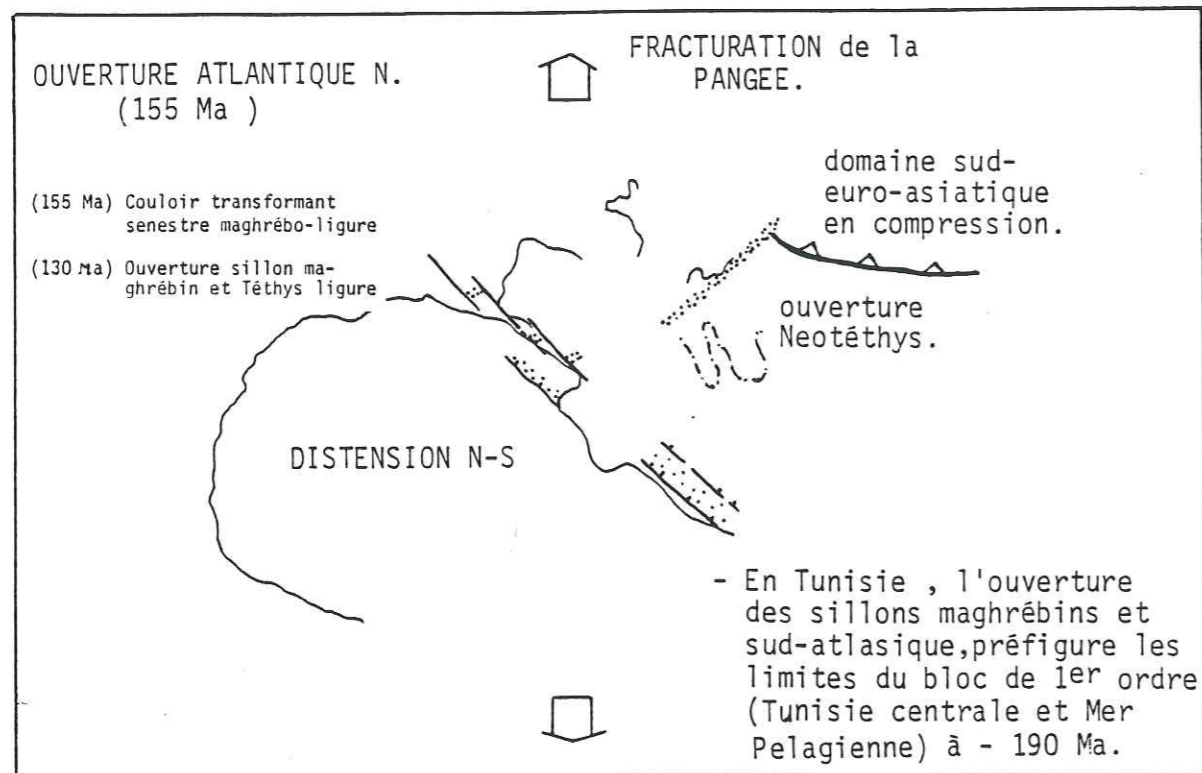 OUVERTURE ATLANTIQUE N.
(155 Ma )
FRACTURATION de la
PANGEE.
(155 Ma) Couloir transformant
senestre maghrébo-ligure
(130 Ma) Ouverture sillon ma-
ghrébin et Téthys ligure
domaine sud-
euro-asiatique
en compression.
ouverture
Neotéthys.
DISTENSION N-S
- En Tunisie , l'ouverture
des sillons maghrébins et
sud-atlasique,préfigure les
limites du bloc de 1er ordre
(Tunisie centrale et Mer
Pelagienne) à - 190 Ma.